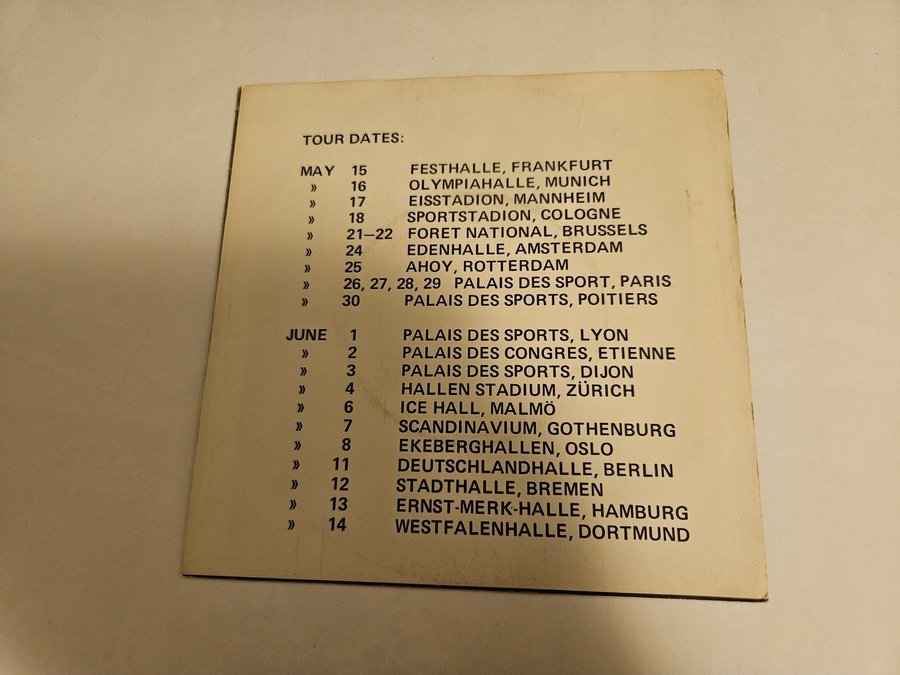 TOUR DATES:
MAY 15 FESTHALLE, FRANKFURT
» 16 OLYMPIAHALLE, MUNICH
» 17 EISSTADION, MANNHEIM
» 18 SPORTSTADION, COLOGNE
» 21–22 FORET NATIONAL, BRUSSELS
» 24 EDENHALLE, AMSTERDAM
» 25 AHOY, ROTTERDAM
» 26, 27, 28, 29 PALAIS DES SPORT, PARIS
» 30 PALAIS DES SPORTS, POITIERS
JUNE 1 PALAIS DES SPORTS, LYON
» 2 PALAIS DES CONGRES, ETIENNE
» 3 PALAIS DES SPORTS, DIJON
» 4 HALLEN STADIUM, ZÜRICH
» 6 ICE HALL, MALMÖ
» 7 SCANDINAVIUM, GOTHENBURG
» 8 EKEBERGHALLEN, OSLO
» 11 DEUTSCHLANDHALLE, BERLIN
» 12 STADTHALLE, BREMEN
» 13 ERNST-MERK-HALLE, HAMBURG
» 14 WESTFALENHALLE, DORTMUND